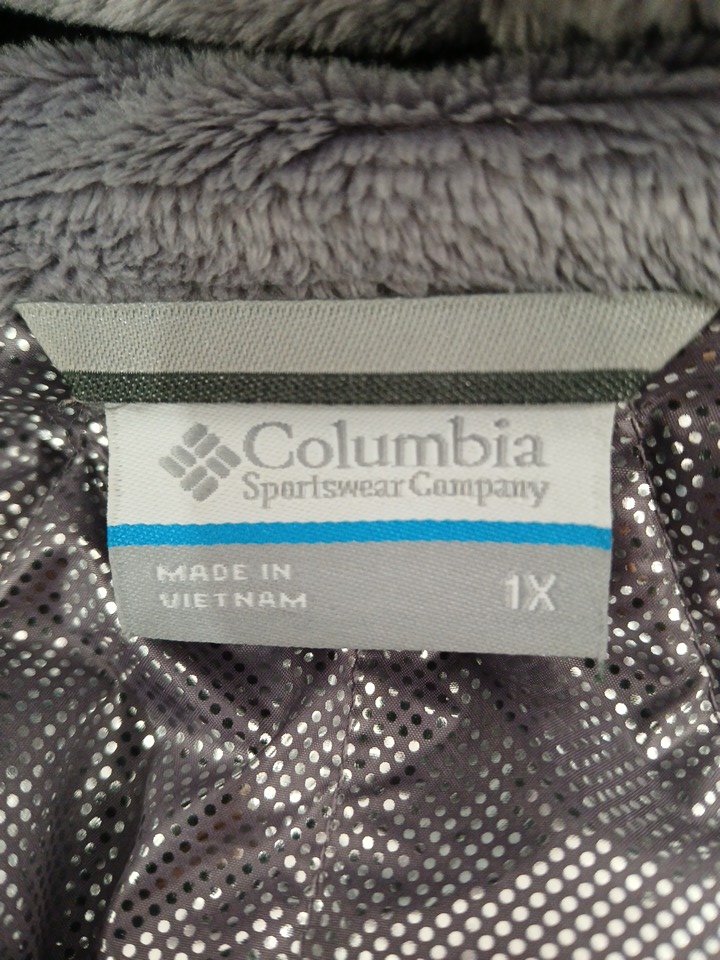 Columbia
Sportswear Company
MADE IN
VIETNAM
1X